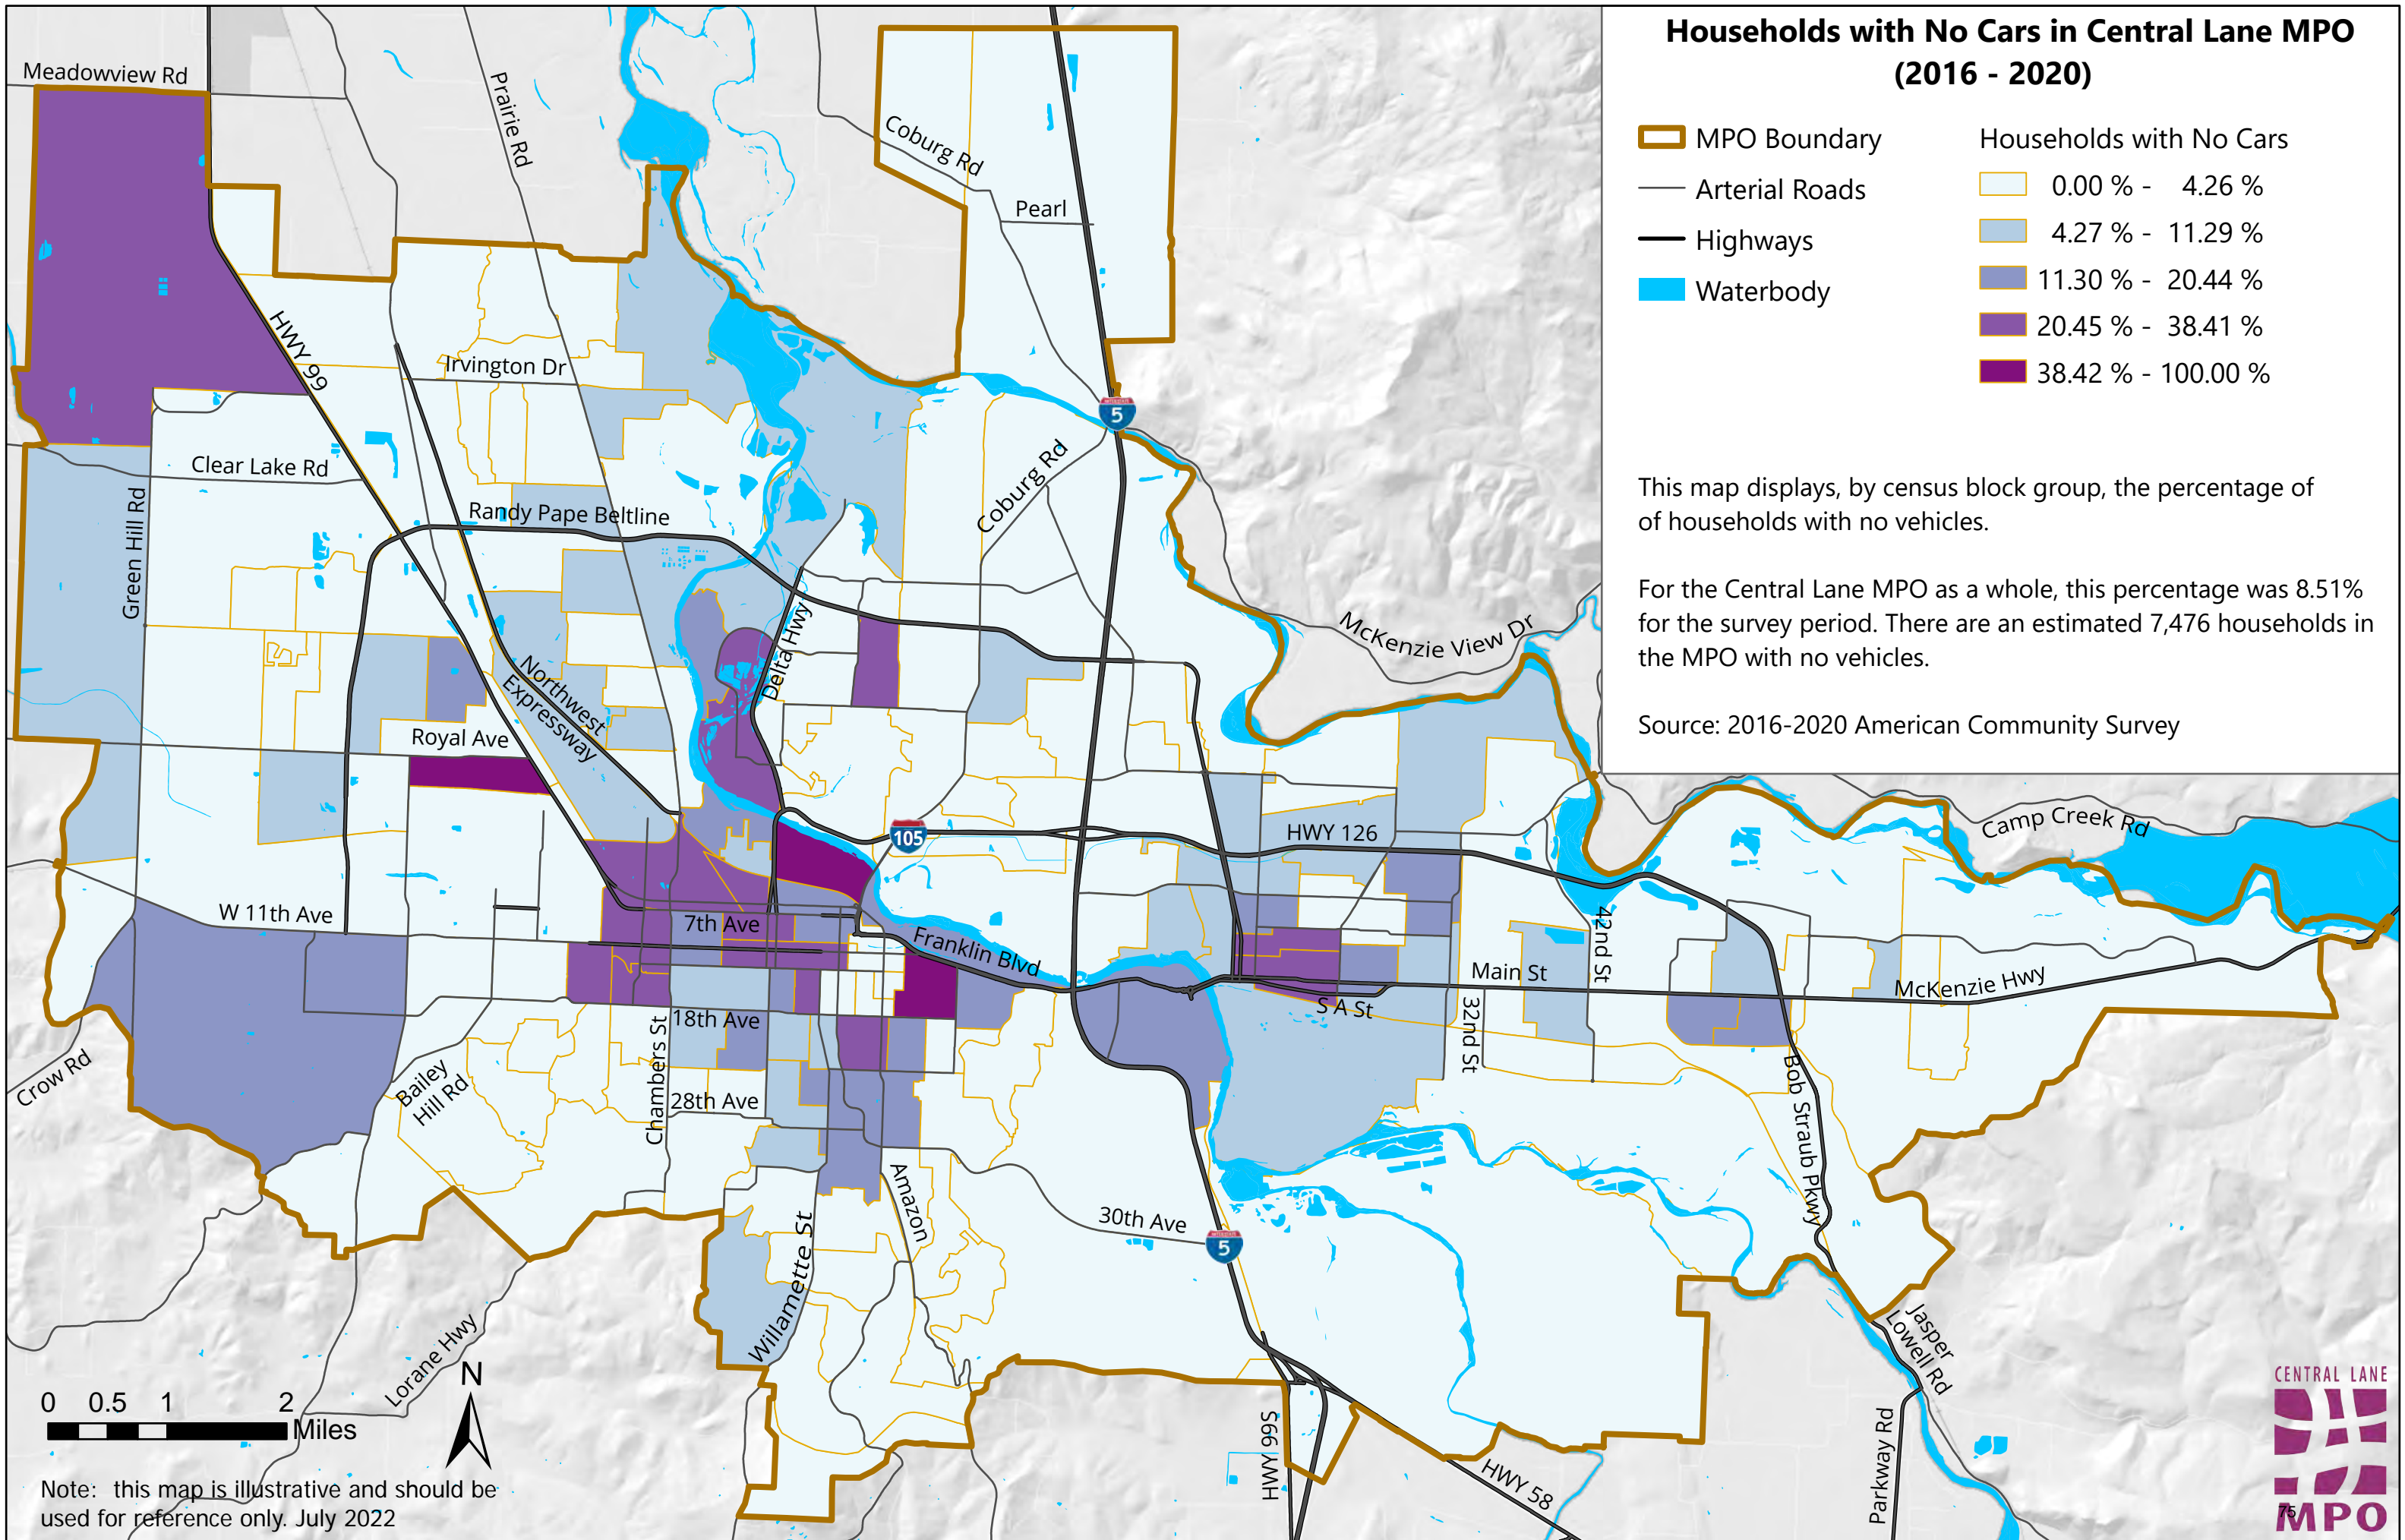 Households with No Cars in Central Lane MPO
(2016 - 2020)
MPO Boundary
Arterial Roads
Highways
Waterbody
Households with No Cars
0.00 % - 4.26 %
4.27 % - 11.29 %
11.30 % - 20.44 %
20.45 % - 38.41 %
38.42 % - 100.00 %
This map displays, by census block group, the percentage of
of households with no vehicles.
For the Central Lane MPO as a whole, this percentage was 8.51%
for the survey period. There are an estimated 7,476 households in
the MPO with no vehicles.
Source: 2016-2020 American Community Survey
Meadowview Rd
Prairie Rd
Coburg Rd
Pearl
HWY 99
Irvington Dr
5
Clear Lake Rd
Green Hill Rd
Randy Pape Beltline
Coburg Rd
McKenzie View Dr
Delta Hwy
Northwest
Expressway
Royal Ave
105
HWY 126
Camp Creek Rd
W 11th Ave
7th Ave
Franklin Blvd
42nd St
Main St
McKenzie Hwy
S A St
32nd St
18th Ave
Chambers St
Crow Rd
Bailey
Hill Rd
28th Ave
Bob Straub Pkwy
Amazon
30th Ave
5
Willamette St
Lorane Hwy
Jasper
Lowell Rd
Parkway Rd
HWY 99S
HWY 58
0 0.5 1 2
Miles
N
Note: this map is illustrative and should be
used for reference only. July 2022
CENTRAL LANE
75
MPO